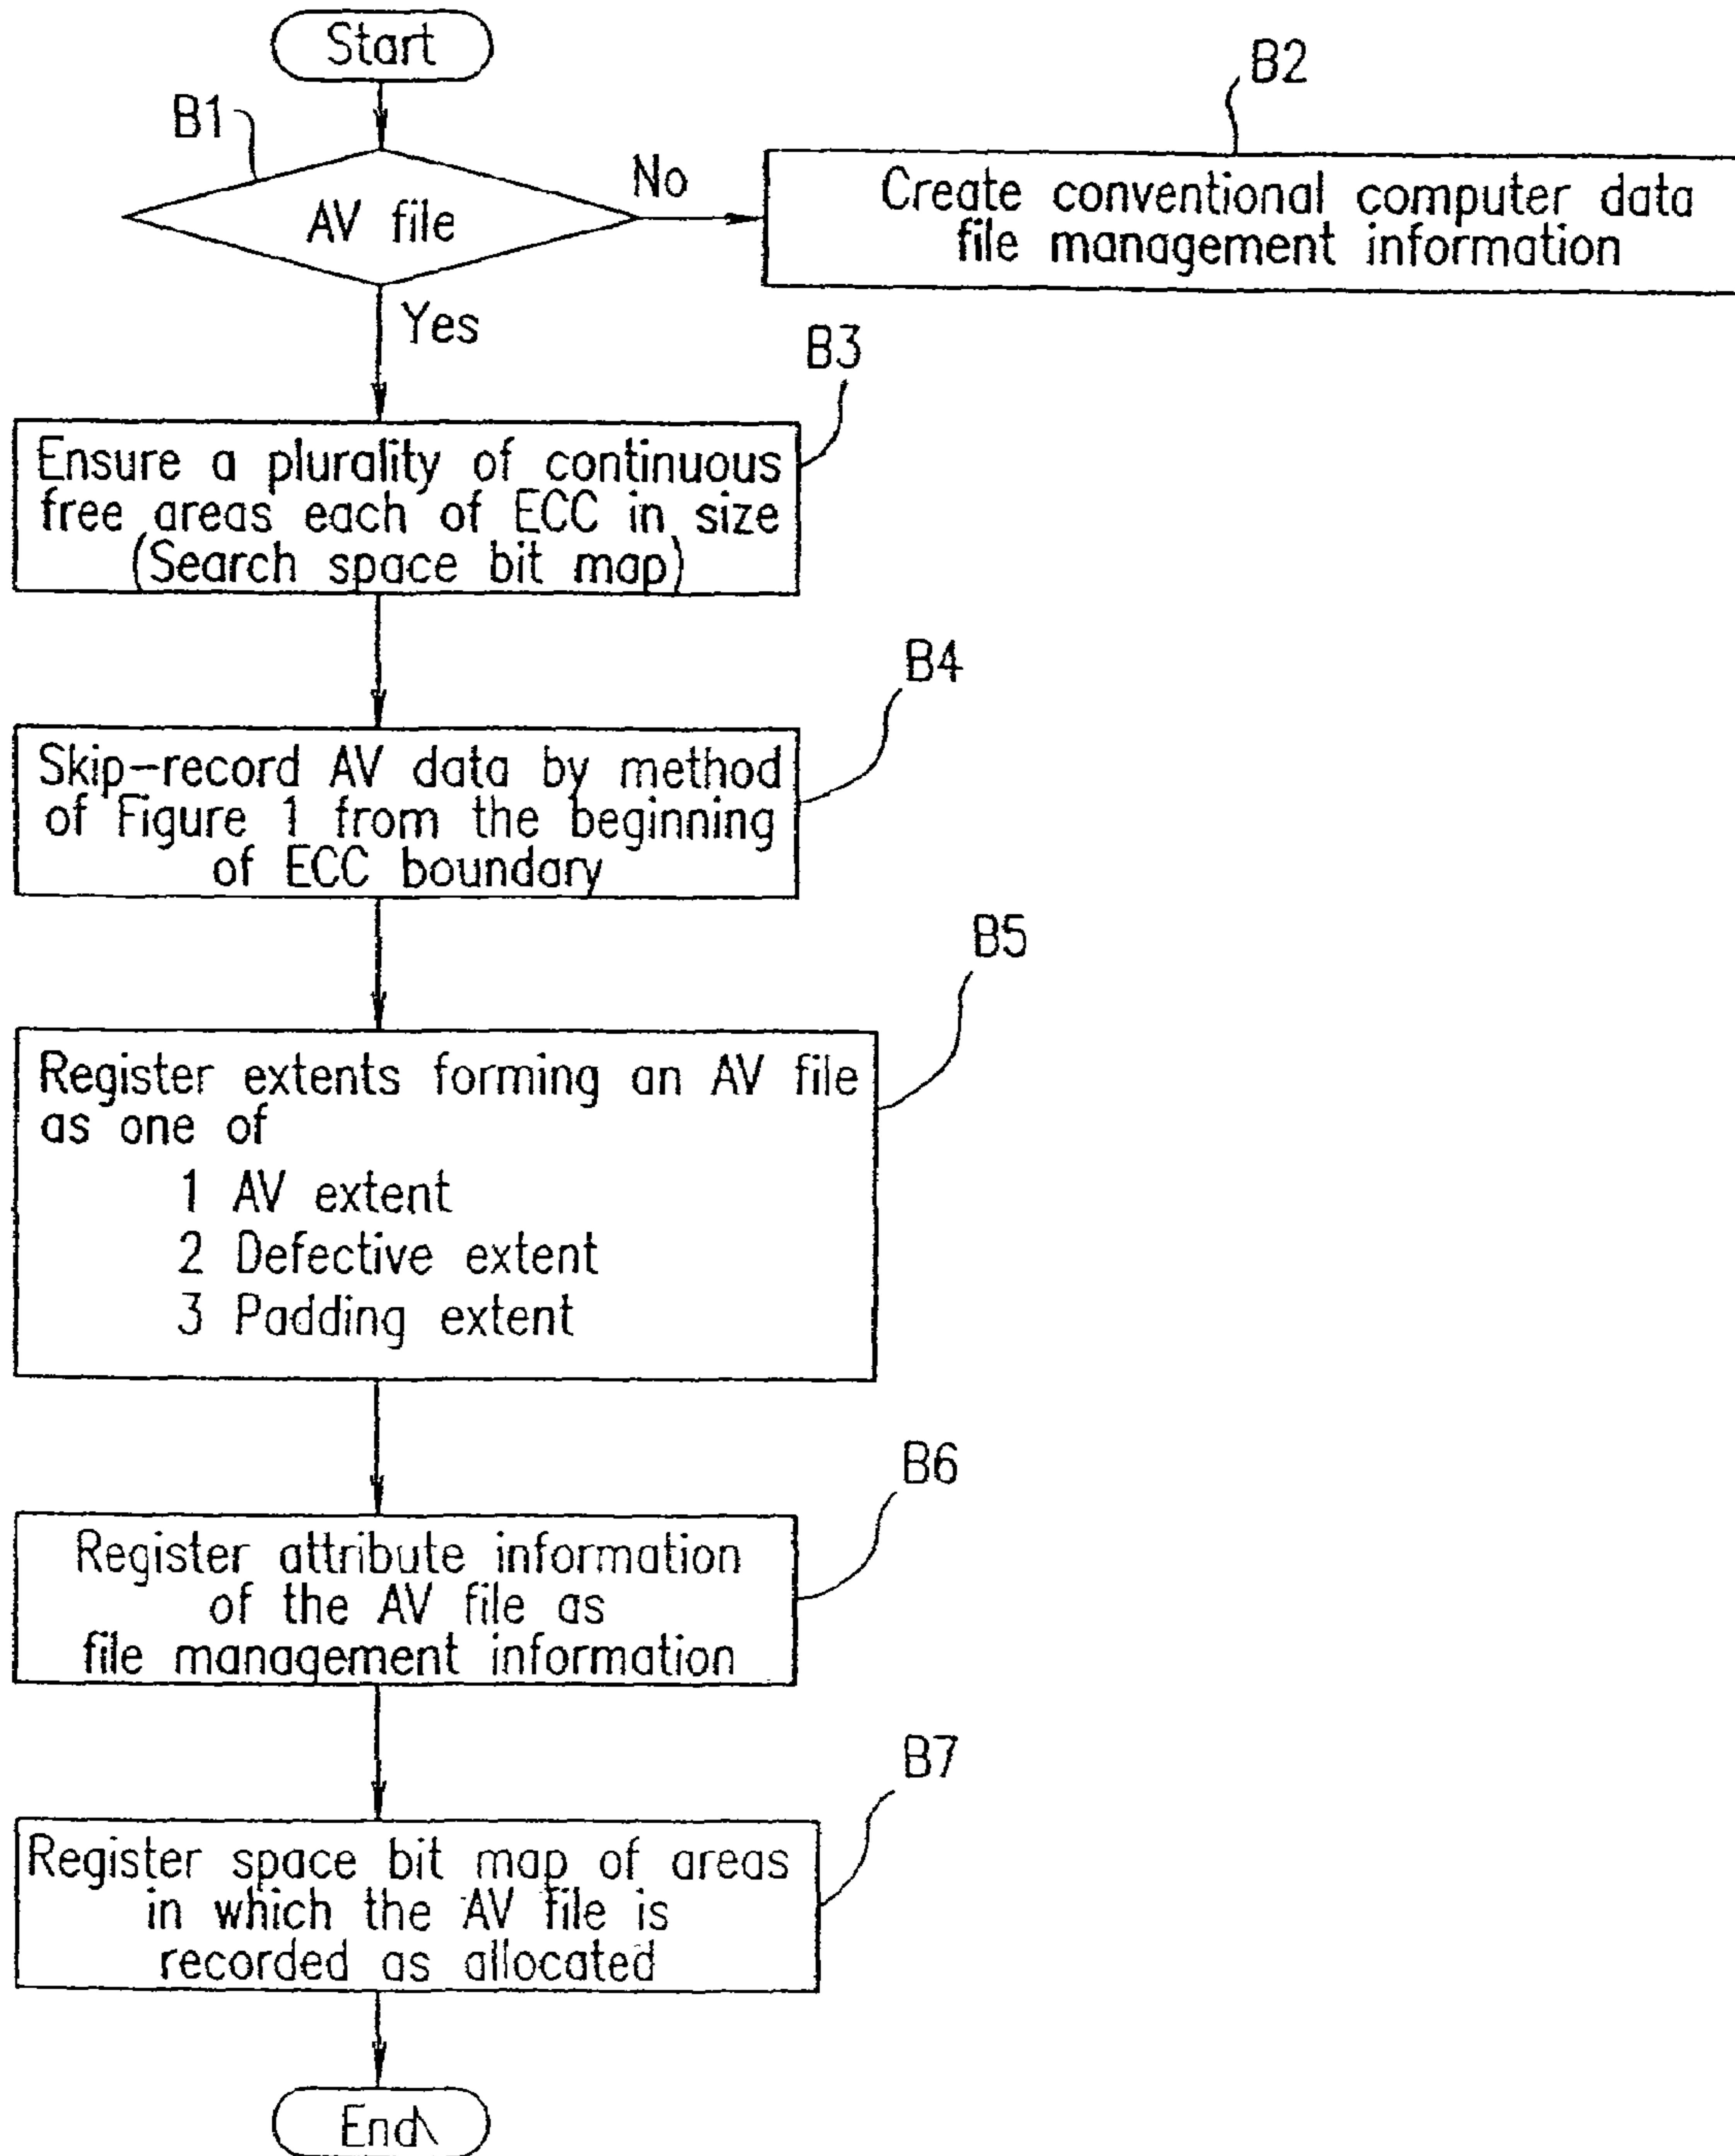 Start
B1
B2
AV file
No
Create conventional computer data
file management information
Yes
B3
Ensure a plurality of continuous
free areas each of ECC in size
(Search space bit map)
B4
Skip-record AV data by method
of Figure 1 from the beginning
of ECC boundary
B5
Register extents forming an AV file
as one of
1 AV extent
2 Defective extent
3 Padding extent
B6
Register attribute information
of the AV file as
file management information
B7
Register space bit map of areas
in which the AV file is
recorded as allocated
End